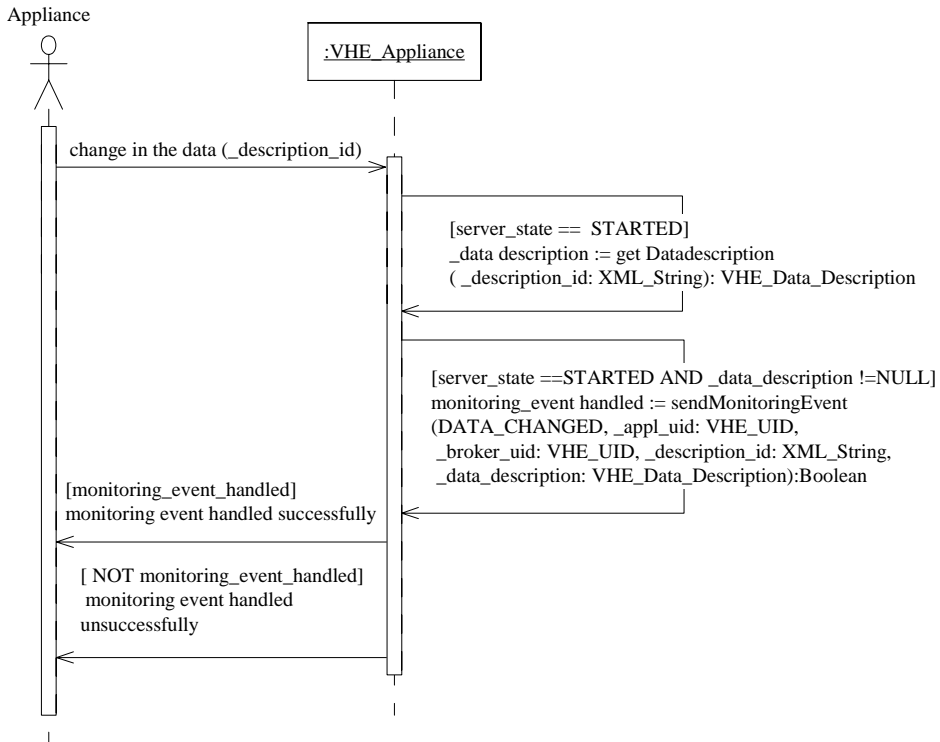 Appliance
:VHE_Appliance
change in the data (_description_id)
[server_state == STARTED]
_data description := get Datadescription
( _description_id: XML_String): VHE_Data_Description
[server_state ==STARTED AND _data_description !=NULL]
monitoring_event handled := sendMonitoringEvent
(DATA_CHANGED, _appl_uid: VHE_UID,
_broker_uid: VHE_UID, _description_id: XML_String,
_data_description: VHE_Data_Description):Boolean
[monitoring_event_handled]
monitoring event handled successfully
[ NOT monitoring_event_handled]
monitoring event handled
unsuccessfully